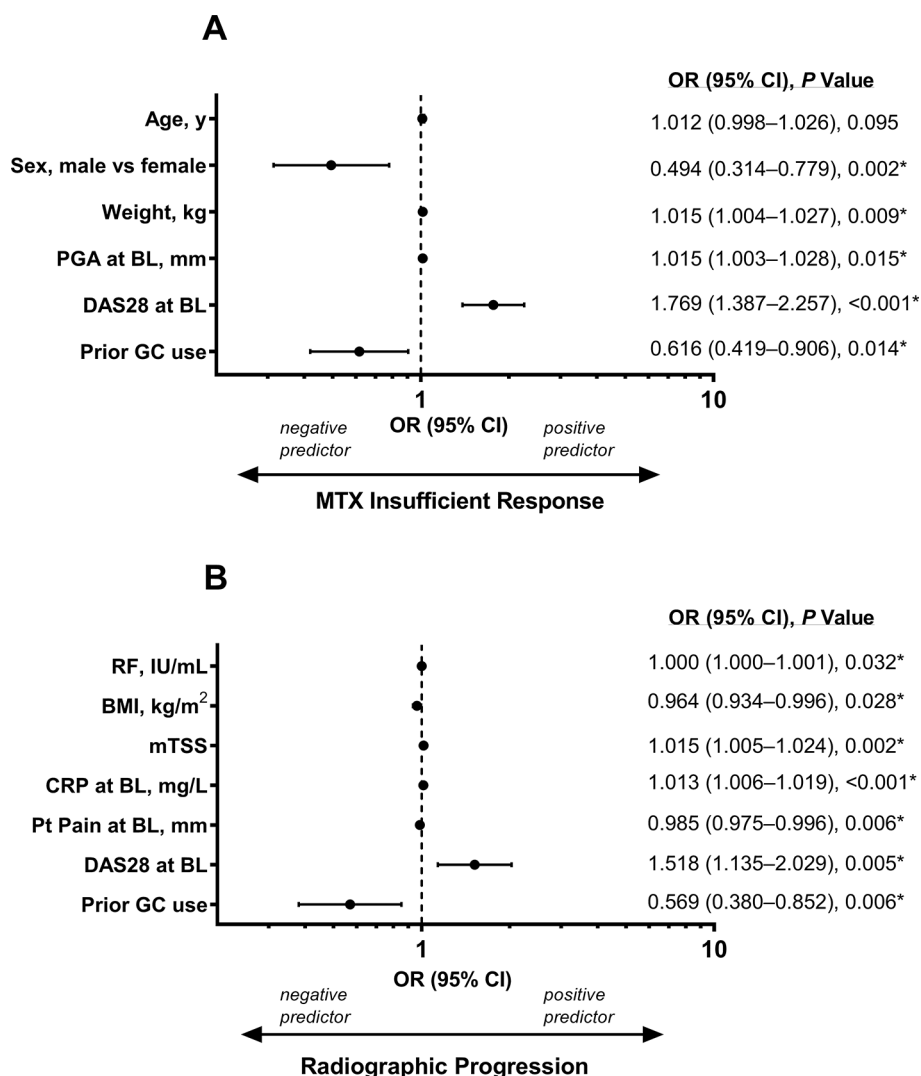 A
OR (95% CI), P Value
Age, y 1.012 (0.998–1.026), 0.095
Sex, male vs female 0.494 (0.314–0.779), 0.002*
Weight, kg 1.015 (1.004–1.027), 0.009*
PGA at BL, mm 1.015 (1.003–1.028), 0.015*
DAS28 at BL 1.769 (1.387–2.257), <0.001*
Prior GC use 0.616 (0.419–0.906), 0.014*
1 10
OR (95% CI)
negative predictor positive predictor
MTX Insufficient Response
B
OR (95% CI), P Value
RF, IU/mL 1.000 (1.000–1.001), 0.032*
BMI, kg/m² 0.964 (0.934–0.996), 0.028*
mTSS 1.015 (1.005–1.024), 0.002*
CRP at BL, mg/L 1.013 (1.006–1.019), <0.001*
Pt Pain at BL, mm 0.985 (0.975–0.996), 0.006*
DAS28 at BL 1.518 (1.135–2.029), 0.005*
Prior GC use 0.569 (0.380–0.852), 0.006*
1 10
OR (95% CI)
negative predictor positive predictor
Radiographic Progression